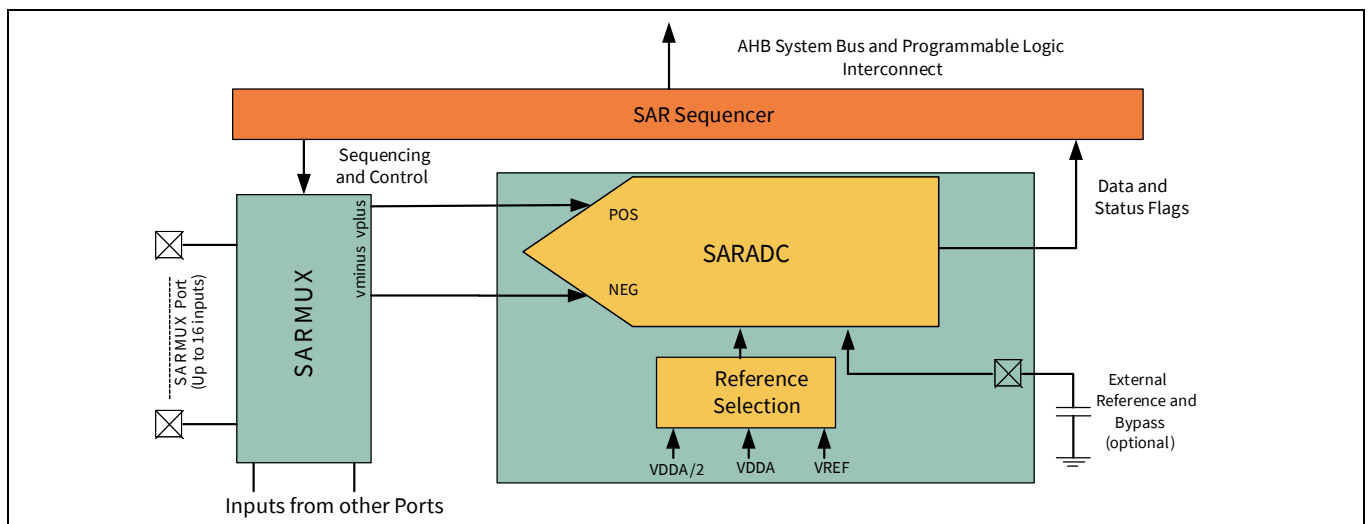 AHB System Bus and Programmable Logic
Interconnect
SAR Sequencer
Sequencing
and Control
vminus vplus
POS
Data and
Status Flags
SARMUX Port
(Up to 16 inputs)
SARMUX
SARADC
NEG
Reference
Selection
External
Reference and
Bypass
(optional)
VDDA/2
VDDA
VREF
Inputs from other Ports